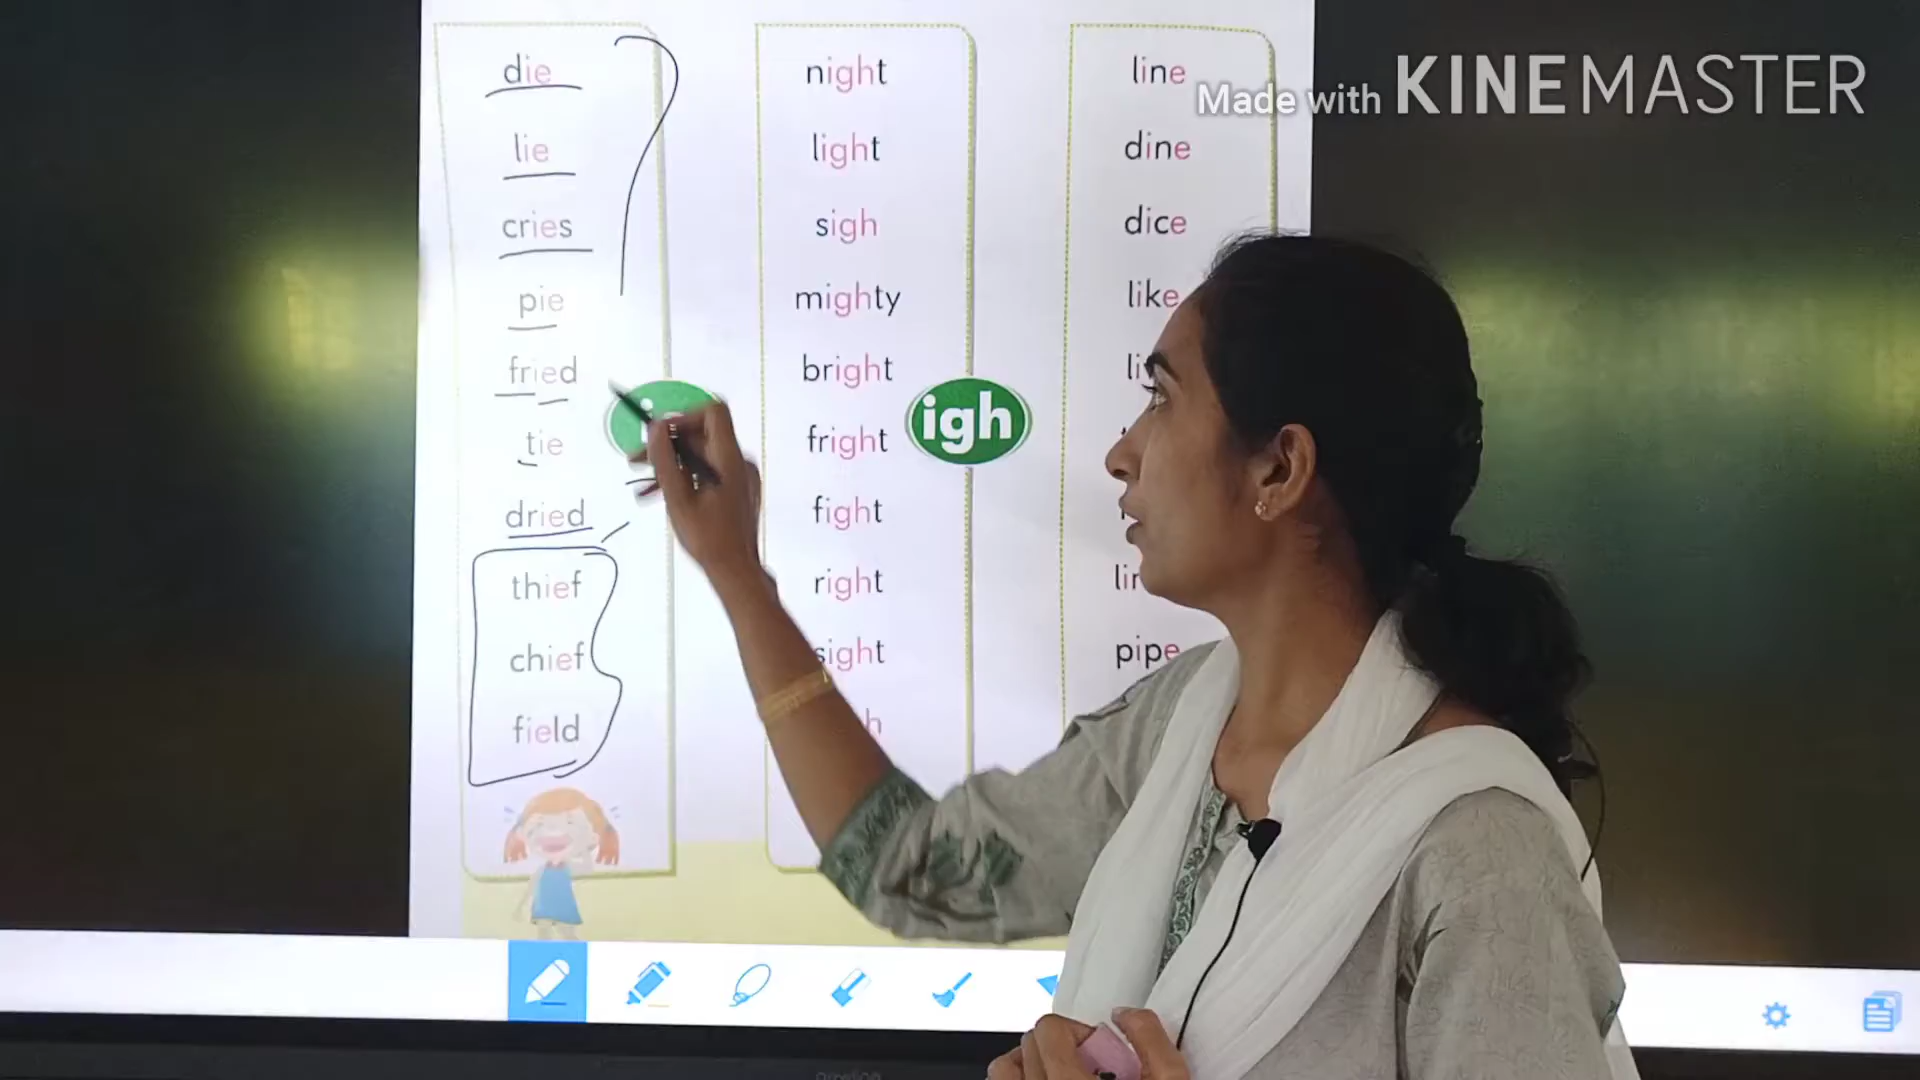 die
lie
cries
pie
fried
tie
dried
thief
chief
field
night
light
sigh
mighty
bright
fright
fight
right
sight
igh
line
dine
dice
like
pipe
Made with KINEMASTER